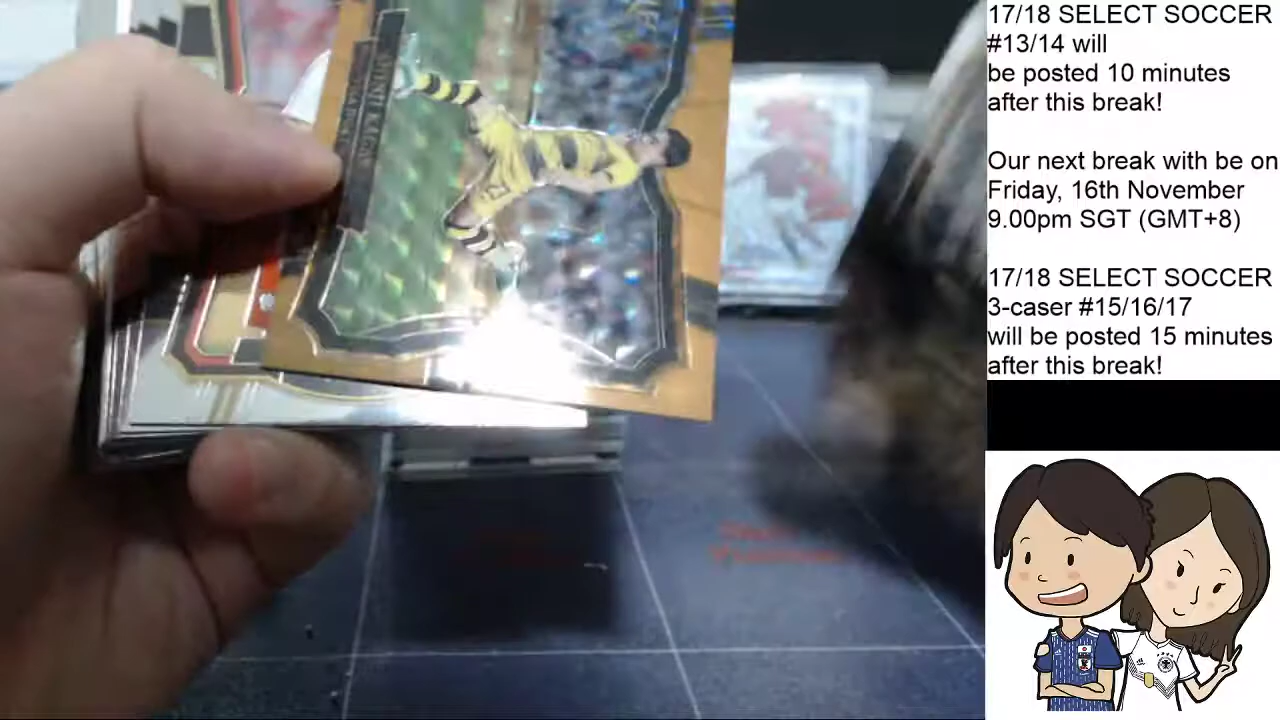 17/18 SELECT SOCCER
#13/14 will
be posted 10 minutes
after this break!
Our next break with be on
Friday, 16th November
9.00pm SGT (GMT+8)
17/18 SELECT SOCCER
3-caser #15/16/17
will be posted 15 minutes
after this break!